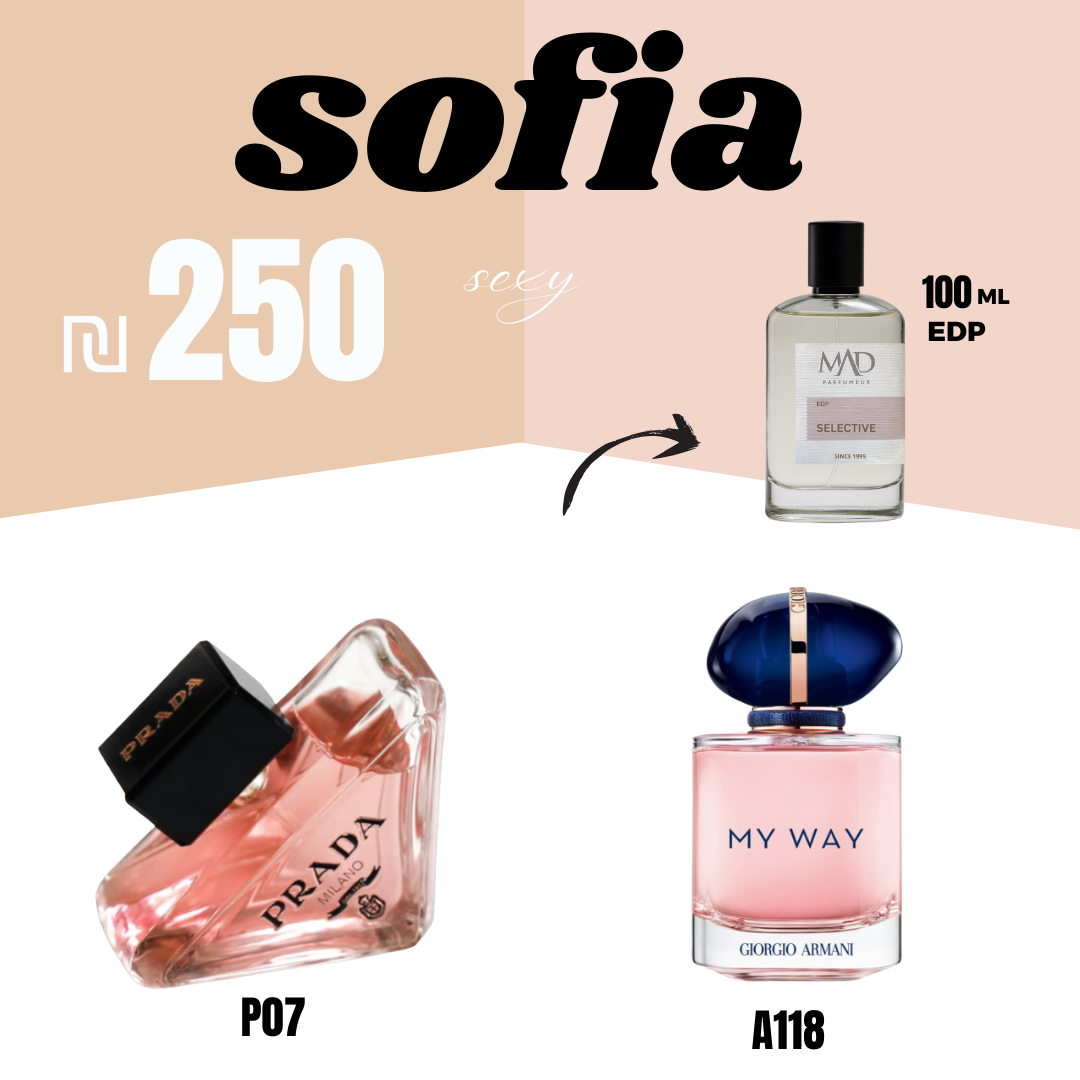 sofia
₪ 250
sexy
100 ML
EDP
MAD
PARFUMEUR
EDP
SELECTIVE
SINCE 1999
PRADA
PRADA
MILANO
P07
GIOR
MY WAY
GIORGIO ARMANI
A118